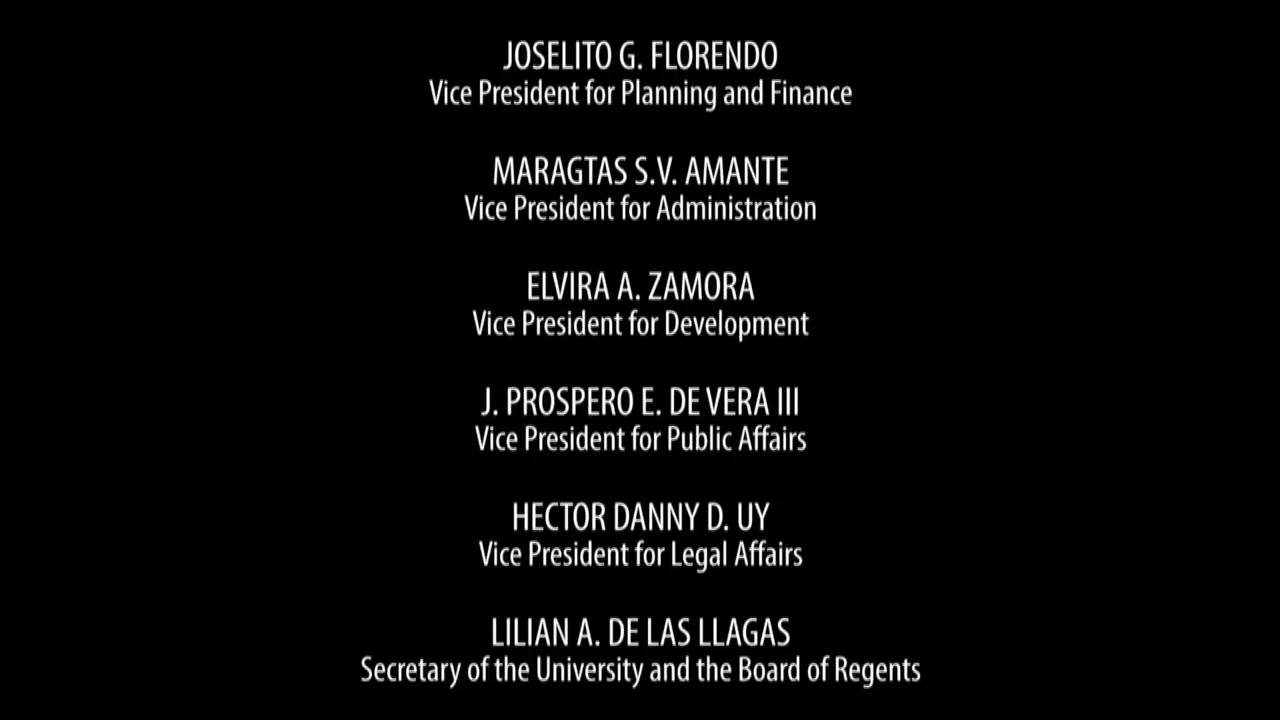 JOSELITO G. FLORENDO
Vice President for Planning and Finance
MARAGTAS S.V. AMANTE
Vice President for Administration
ELVIRA A. ZAMORA
Vice President for Development
J. PROSPERO E. DE VERA III
Vice President for Public Affairs
HECTOR DANNY D. UY
Vice President for Legal Affairs
LILIAN A. DE LAS LLAGAS
Secretary of the University and the Board of Regents